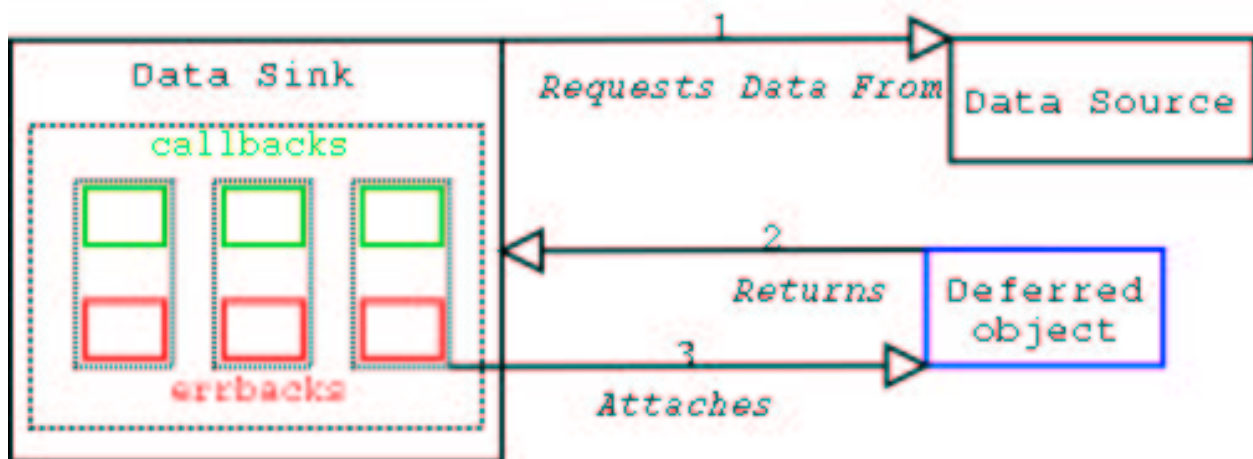 1
Data Sink
Requests Data From
Data Source
callbacks
2
Returns
Deferred
object
3
errbacks
Attaches